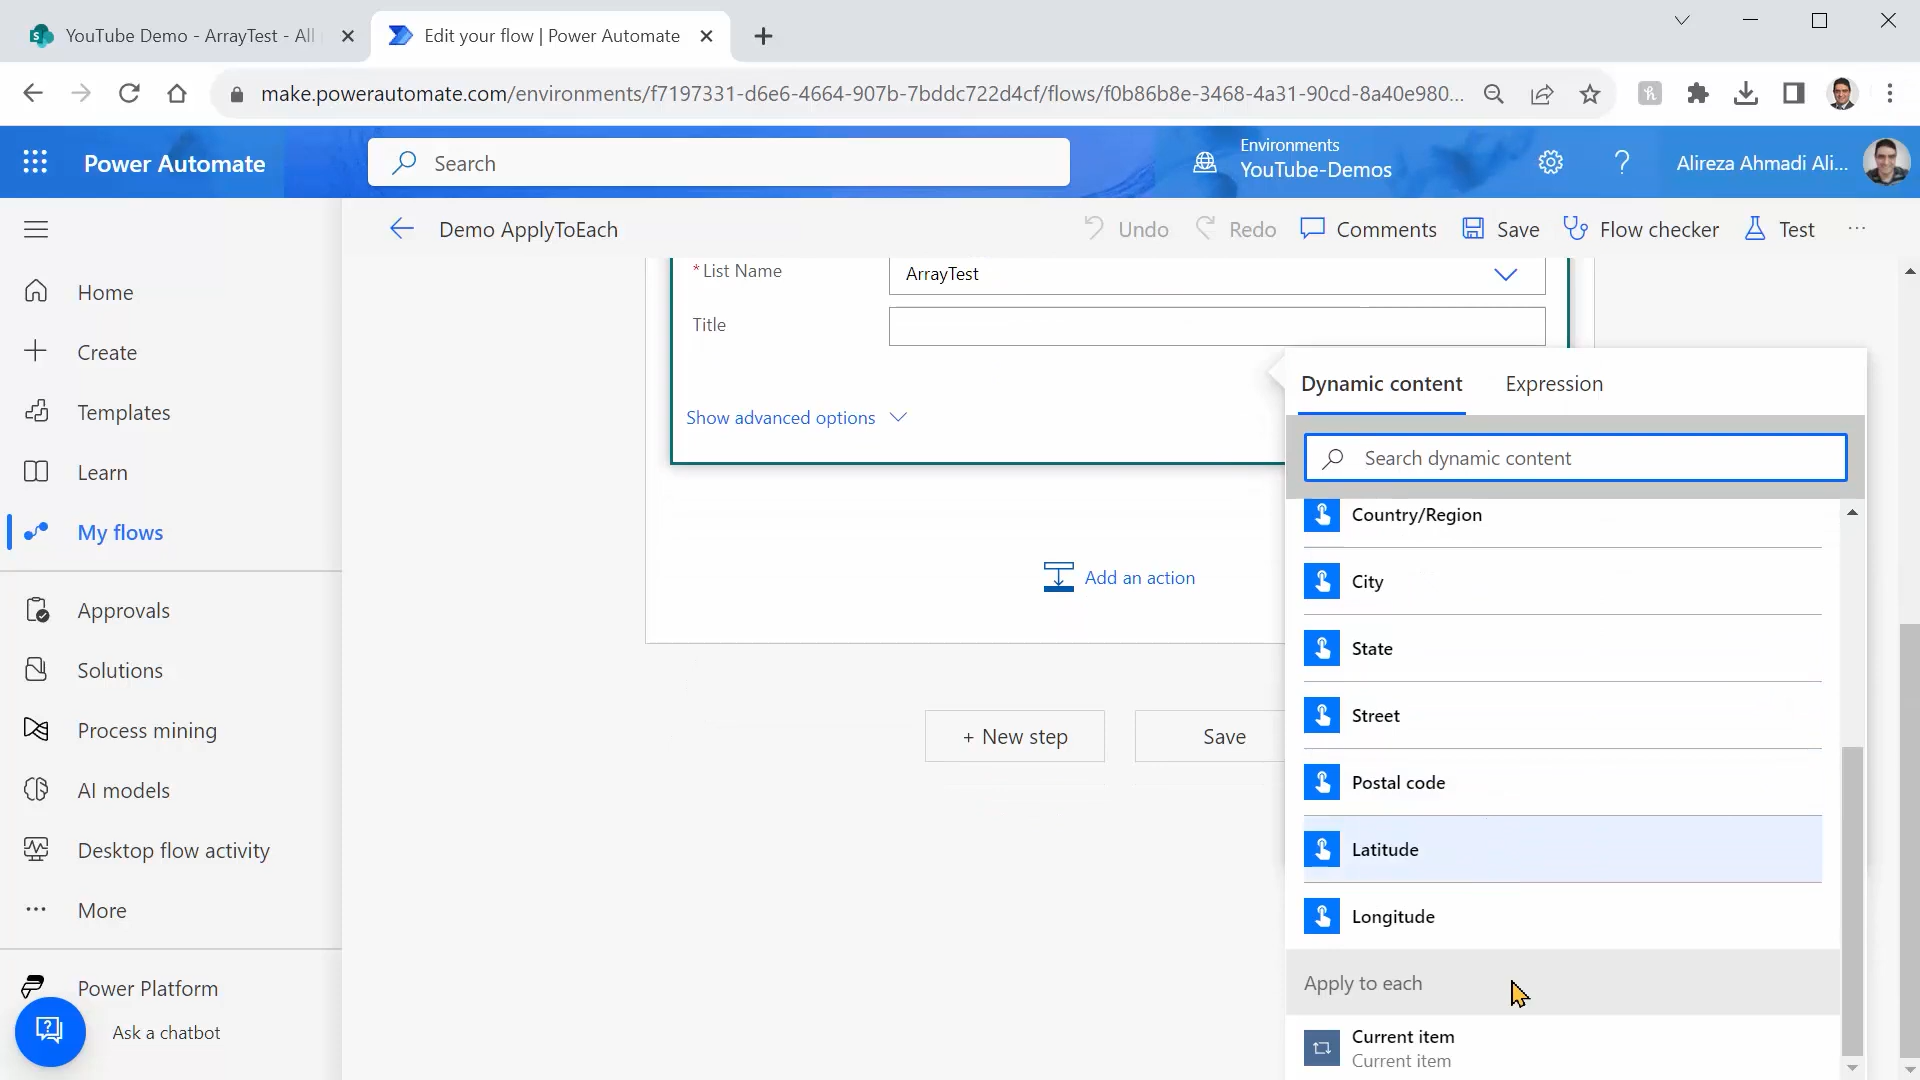 YouTube Demo - ArrayTest - All
Edit your flow | Power Automate
make.powerautomate.com/environments/f7197331-d6e6-4664-907b-7bddc722d4cf/flows/f0b86b8e-3468-4a31-90cd-8a40e980...
Power Automate
Search
Environments
YouTube-Demos
Alireza Ahmadi Ali...
Demo ApplyToEach
Undo
Redo
Comments
Save
Flow checker
Test
Home
Create
Templates
Learn
My flows
Approvals
Solutions
Process mining
AI models
Desktop flow activity
More
Power Platform
Ask a chatbot
* List Name
ArrayTest
Title
Show advanced options
Add an action
+ New step
Save
Dynamic content
Expression
Search dynamic content
Country/Region
City
State
Street
Postal code
Latitude
Longitude
Apply to each
Current item
Current item